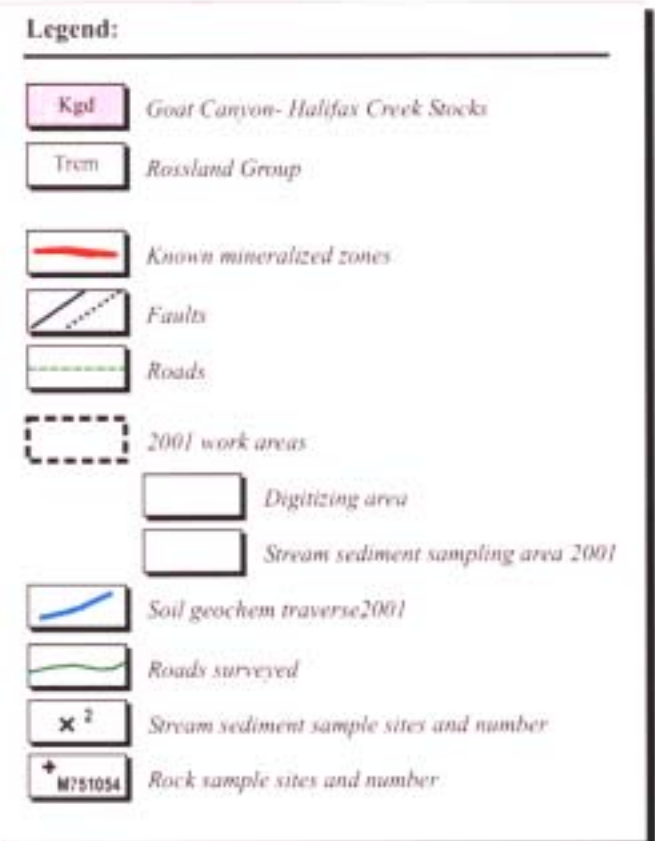 Legend:
Kgd Goat Canyon- Halifax Creek Stocks
Trcm Rossland Group
Known mineralized zones
Faults
Roads
2001 work areas
Digitizing area
Stream sediment sampling area 2001
Soil geochem traverse2001
Roads surveyed
x 2 Stream sediment sample sites and number
+ M751054 Rock sample sites and number